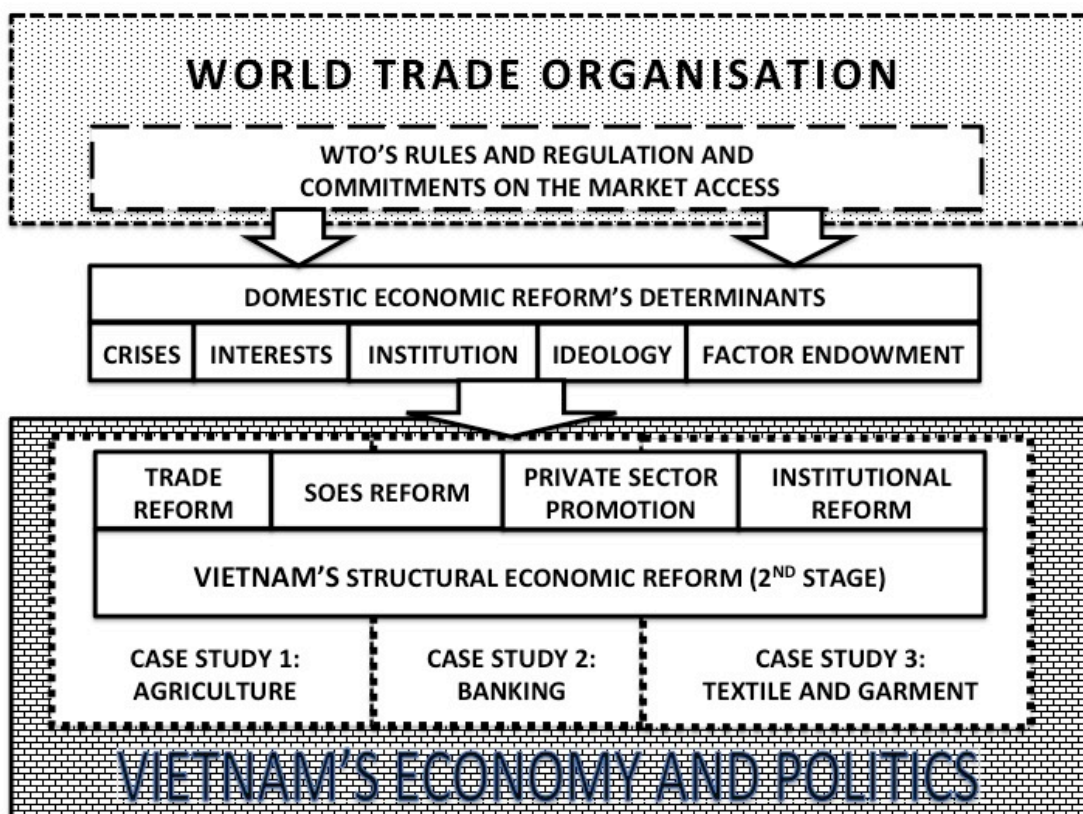 WORLD TRADE ORGANISATION
WTO'S RULES AND REGULATION AND
COMMITMENTS ON THE MARKET ACCESS
DOMESTIC ECONOMIC REFORM'S DETERMINANTS
CRISES INTERESTS INSTITUTION IDEOLOGY FACTOR ENDOWMENT
TRADE
REFORM
SOES REFORM
PRIVATE SECTOR
PROMOTION
INSTITUTIONAL
REFORM
VIETNAM'S STRUCTURAL ECONOMIC REFORM (2ND STAGE)
CASE STUDY 1:
AGRICULTURE
CASE STUDY 2:
BANKING
CASE STUDY 3:
TEXTILE AND GARMENT
VIETNAM'S ECONOMY AND POLITICS